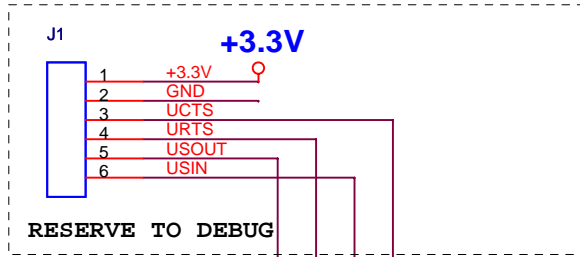 J1
+3.3V
1 +3.3V
2 GND
3 UCTS
4 URTS
5 USOUT
6 USIN
RESERVE TO DEBUG